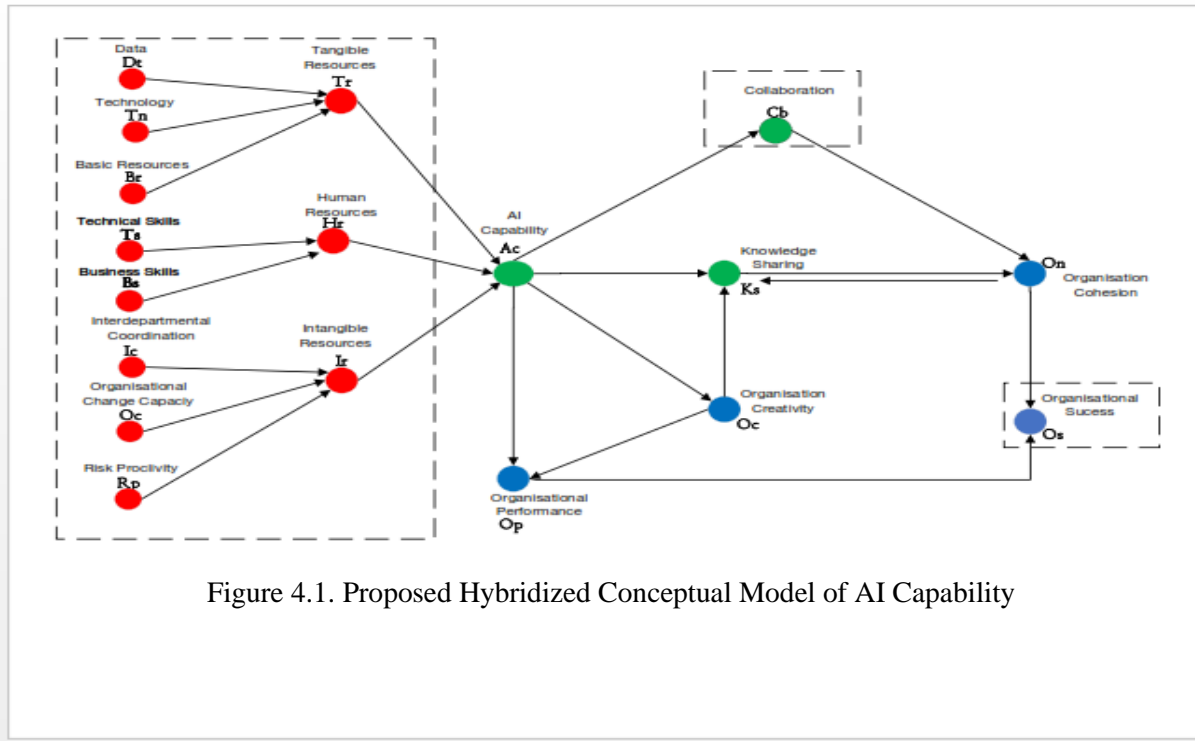 Data
Dt
Technology
Tn
Basic Resources
Br
Technical Skills
Ts
Business Skills
Bs
Interdepartmental
Coordination
Ic
Organisational
Change Capaciy
Oc
Risk Proclivity
Rp
Tangible
Resources
Tr
Human
Resources
Hr
Intangible
Resources
Ir
AI
Capability
Ac
Collaboration
Cb
Knowledge
Sharing
Ks
On
Organisation
Cohesion
Organisation
Creativity
Oc
Organisational
Sucess
Os
Organisational
Performance
Op
Figure 4.1. Proposed Hybridized Conceptual Model of AI Capability